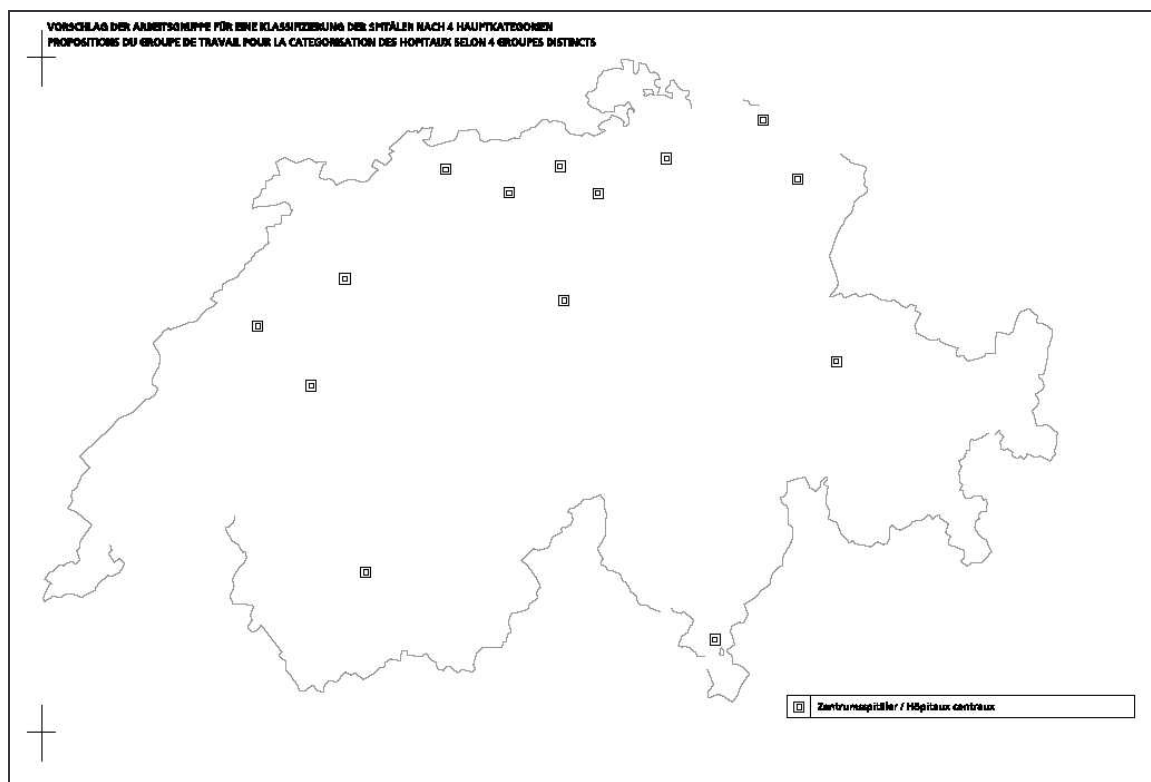 VORSCHLAG DER ARBEITSGRUPPE FÜR EINE KLASSIFIZIERUNG DER SPITÄLER NACH 4 HAUPTKATEGORIEN
PROPOSITIONS DU GROUPE DE TRAVAIL POUR LA CATEGORISATION DES HOPITAUX SELON 4 GROUPES DISTINCTS
Zentrumsspitäler / Hôpitaux centraux